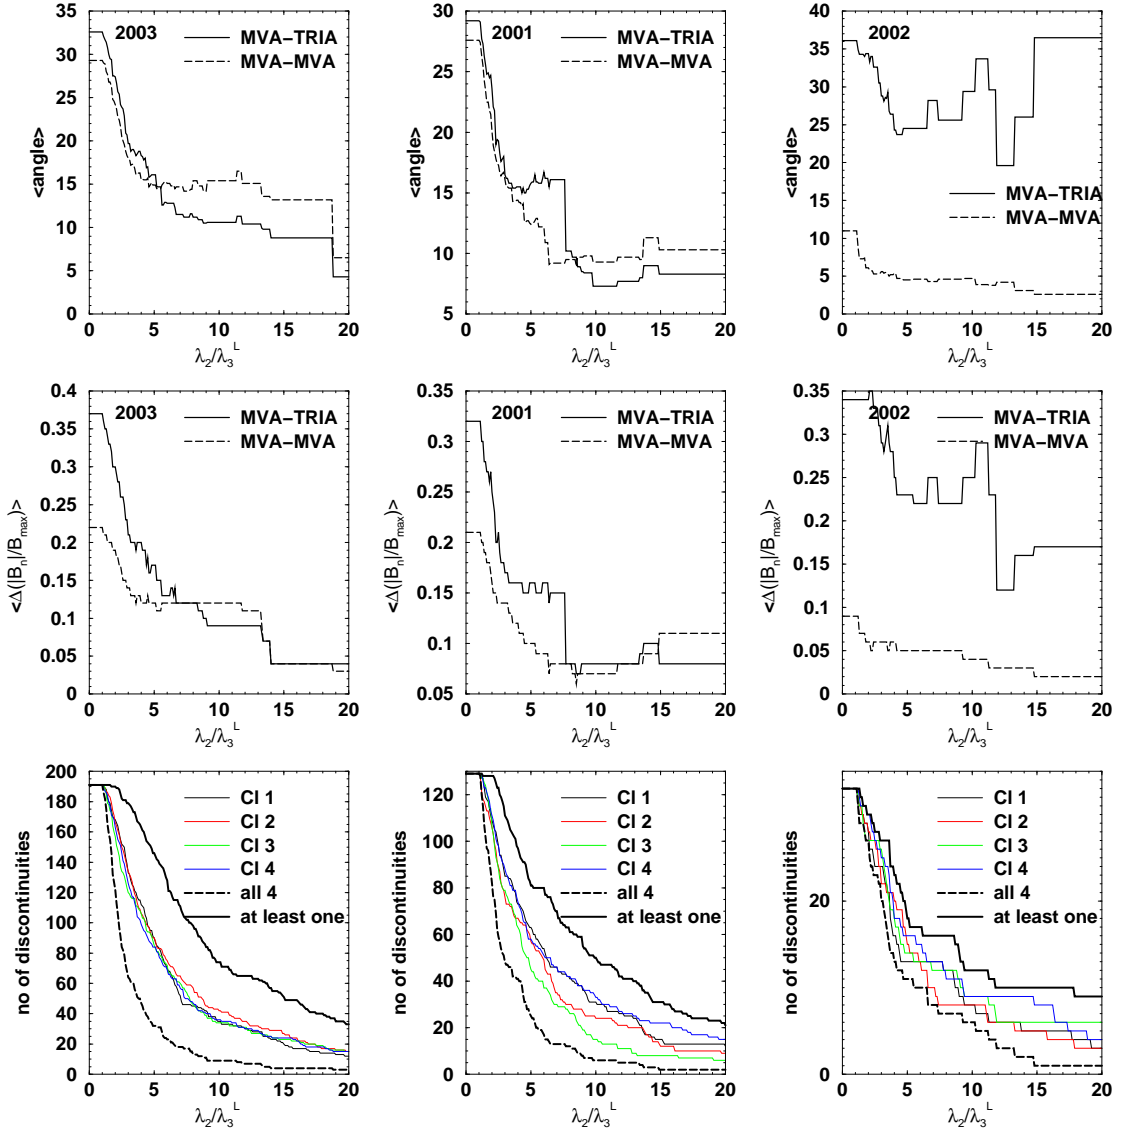 2003
MVA−TRIA
MVA−MVA
<angle>
35
30
25
20
15
10
5
0
0 5 10 15 20
λ2/λ3 L
2001
MVA−TRIA
MVA−MVA
<angle>
30
25
20
15
10
5
0 5 10 15 20
λ2/λ3 L
2002
MVA−TRIA
MVA−MVA
<angle>
40
35
30
25
20
15
10
5
0
0 5 10 15 20
λ2/λ3 L
2003
MVA−TRIA
MVA−MVA
<Δ(|Bn|/Bmax)>
0.4
0.35
0.3
0.25
0.2
0.15
0.1
0.05
0
0 5 10 15 20
λ2/λ3 L
2001
MVA−TRIA
MVA−MVA
<Δ(|Bn|/Bmax)>
0.35
0.3
0.25
0.2
0.15
0.1
0.05
0 5 10 15 20
λ2/λ3 L
2002
MVA−TRIA
MVA−MVA
<Δ(|Bn|/Bmax)>
0.35
0.3
0.25
0.2
0.15
0.1
0.05
0
0 5 10 15 20
λ2/λ3 L
Cl 1
Cl 2
Cl 3
Cl 4
all 4
at least one
no of discontinuities
200
180
160
140
120
100
80
60
40
20
0
0 5 10 15 20
λ2/λ3 L
Cl 1
Cl 2
Cl 3
Cl 4
all 4
at least one
no of discontinuities
120
100
80
60
40
20
0
0 5 10 15 20
λ2/λ3 L
Cl 1
Cl 2
Cl 3
Cl 4
all 4
at least one
no of discontinuities
20
0
0 5 10 15 20
λ2/λ3 L